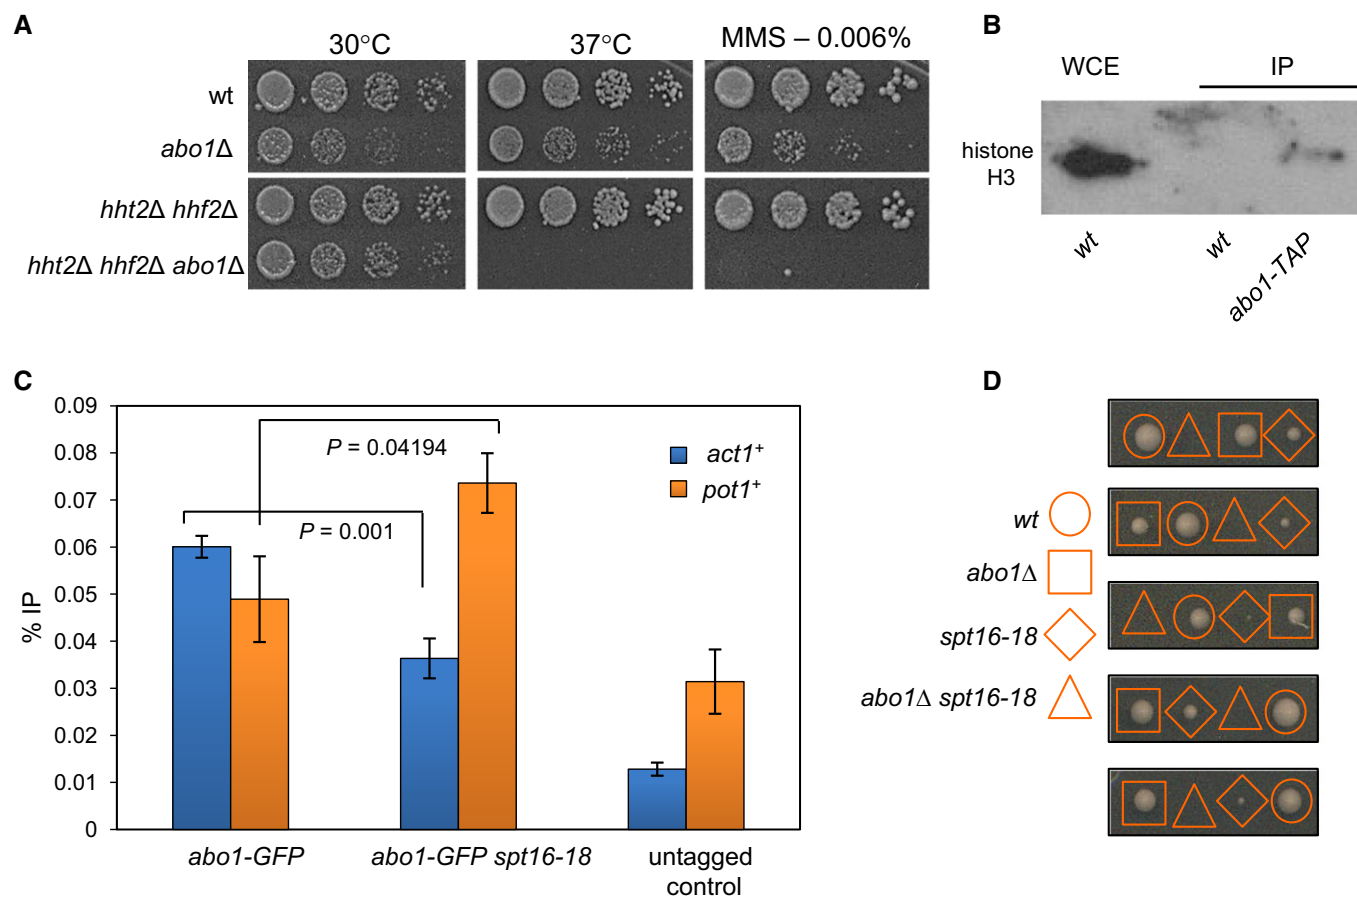 A
30°C
37°C
MMS – 0.006%
wt
abo1Δ
hht2Δ hhf2Δ
hht2Δ hhf2Δ abo1Δ
B
WCE
IP
histone
H3
wt
wt
abo1-TAP
C
0.09
0.08
0.07
0.06
0.05
0.04
0.03
0.02
0.01
0
% IP
P = 0.04194
P = 0.001
act1⁺
pot1⁺
abo1-GFP
abo1-GFP spt16-18
untagged
control
D
wt
abo1Δ
spt16-18
abo1Δ spt16-18